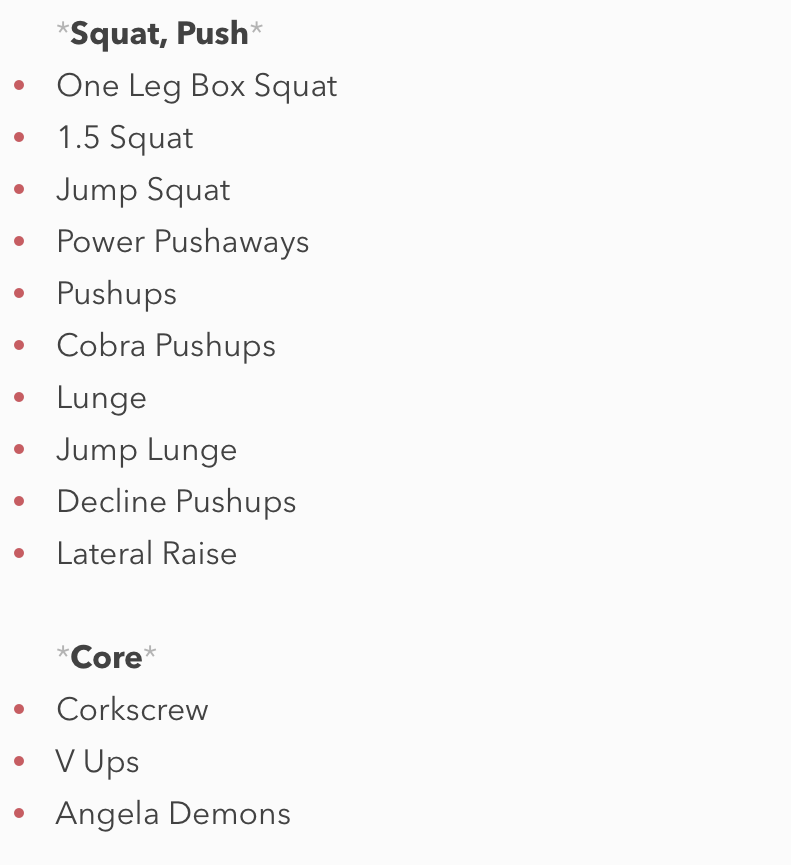 *Squat, Push*
• One Leg Box Squat
• 1.5 Squat
• Jump Squat
• Power Pushaways
• Pushups
• Cobra Pushups
• Lunge
• Jump Lunge
• Decline Pushups
• Lateral Raise
*Core*
• Corkscrew
• V Ups
• Angela Demons